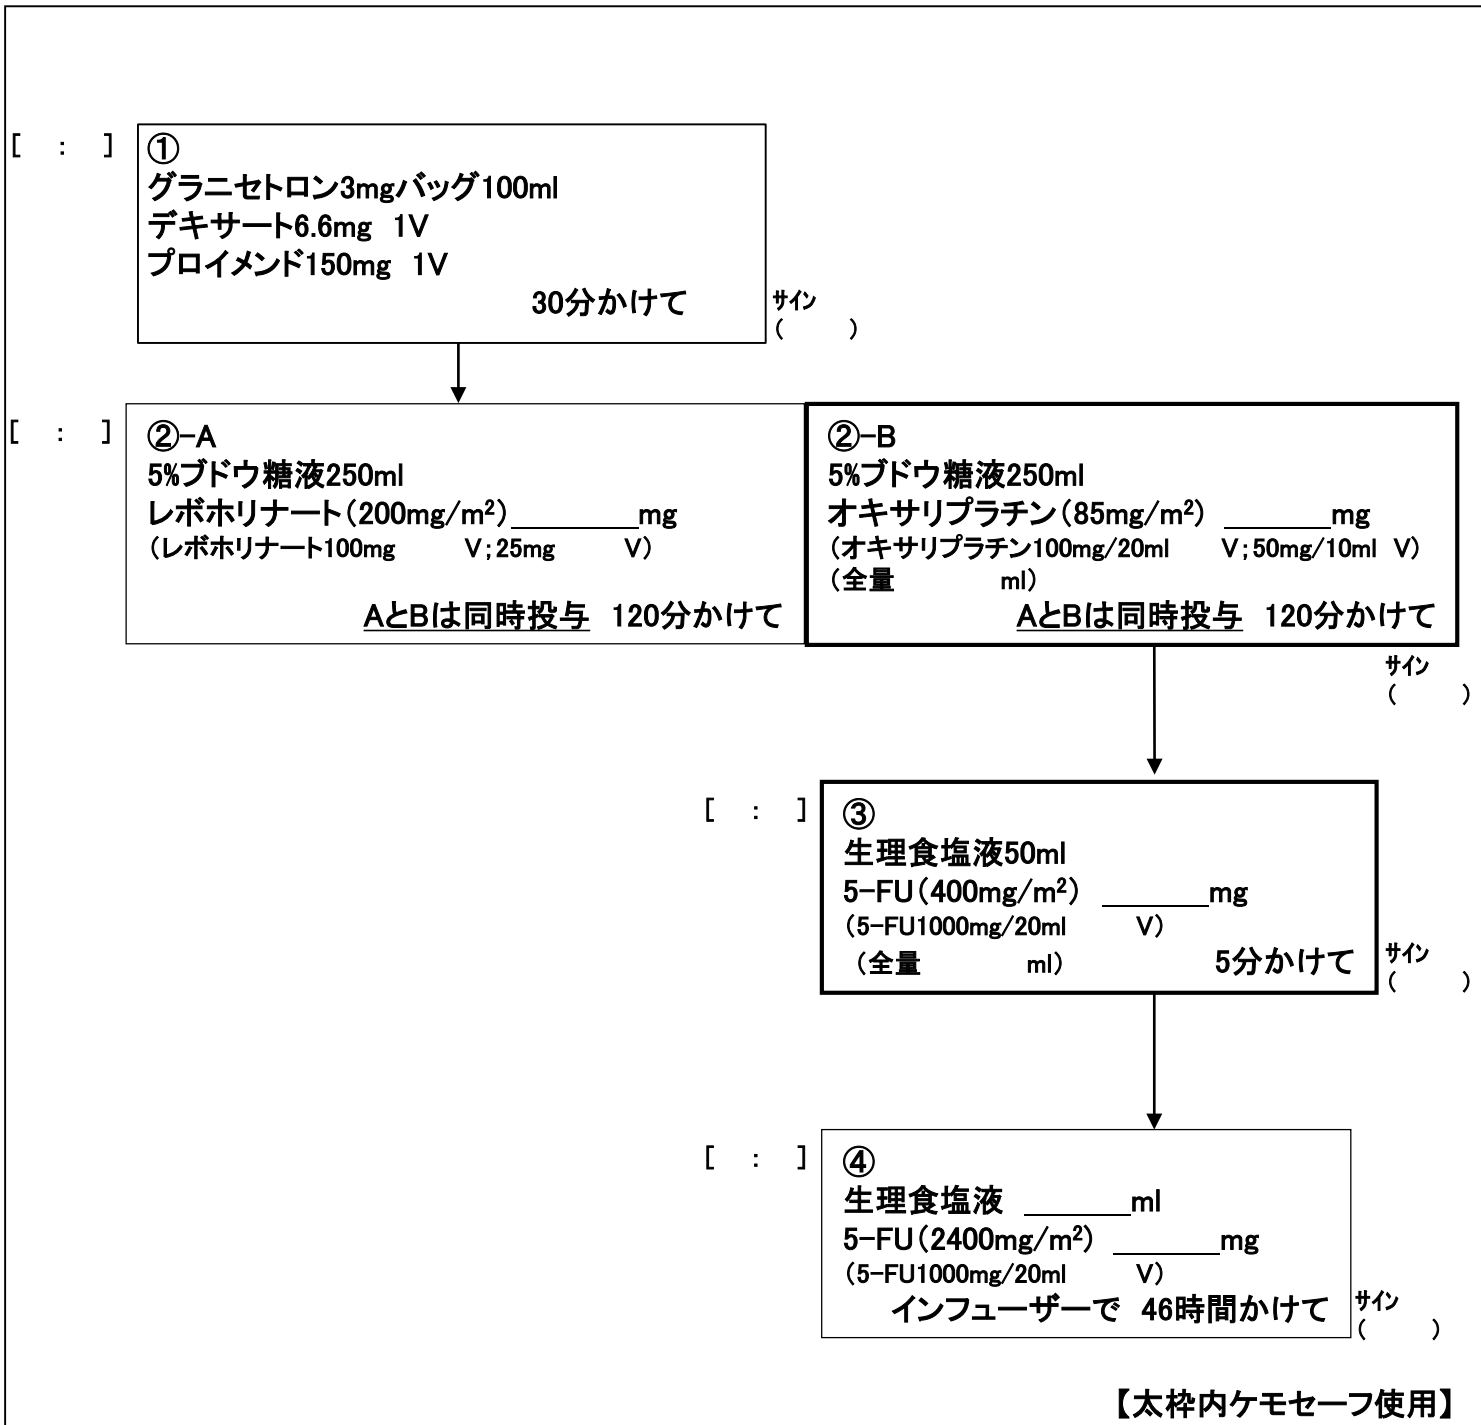 [ : ]
①
グラニセトロン3mgバッグ100ml
デキサート6.6mg 1V
プロイメンド150mg 1V
30分かけて
サイン
( )
[ : ]
②-A
5%ブドウ糖液250ml
レボホリナート(200mg/m²)________mg
(レボホリナート100mg V;25mg V)
AとBは同時投与 120分かけて
②-B
5%ブドウ糖液250ml
オキサリプラチン(85mg/m²) ________mg
(オキサリプラチン100mg/20ml V;50mg/10ml V)
(全量 ml)
AとBは同時投与 120分かけて
サイン
( )
[ : ]
③
生理食塩液50ml
5-FU(400mg/m²) ________mg
(5-FU1000mg/20ml V)
(全量 ml) 5分かけて
サイン
( )
[ : ]
④
生理食塩液 ________ml
5-FU(2400mg/m²) ________mg
(5-FU1000mg/20ml V)
インフューザーで 46時間かけて
サイン
( )
【太枠内ケモセーフ使用】